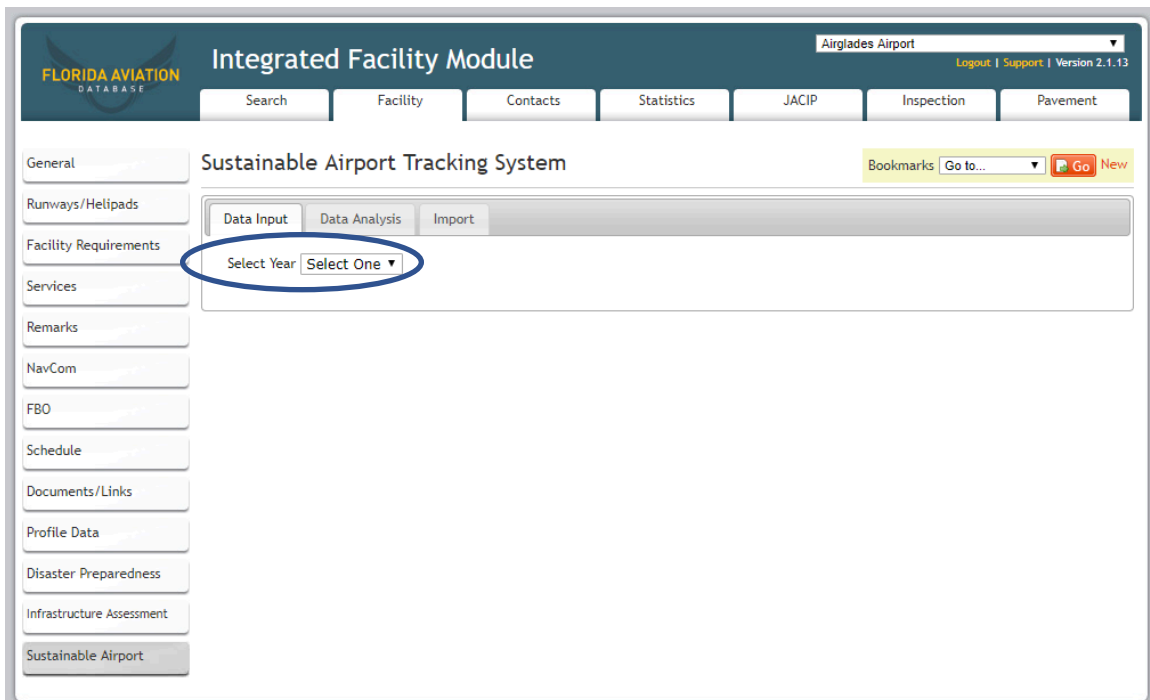 FLORIDA AVIATION
DATABASE
Integrated Facility Module
Airglades Airport
Logout | Support | Version 2.1.13
Search Facility Contacts Statistics JACIP Inspection Pavement
General
Runways/Helipads
Facility Requirements
Services
Remarks
NavCom
FBO
Schedule
Documents/Links
Profile Data
Disaster Preparedness
Infrastructure Assessment
Sustainable Airport
Sustainable Airport Tracking System
Bookmarks Go to... Go New
Data Input Data Analysis Import
Select Year Select One